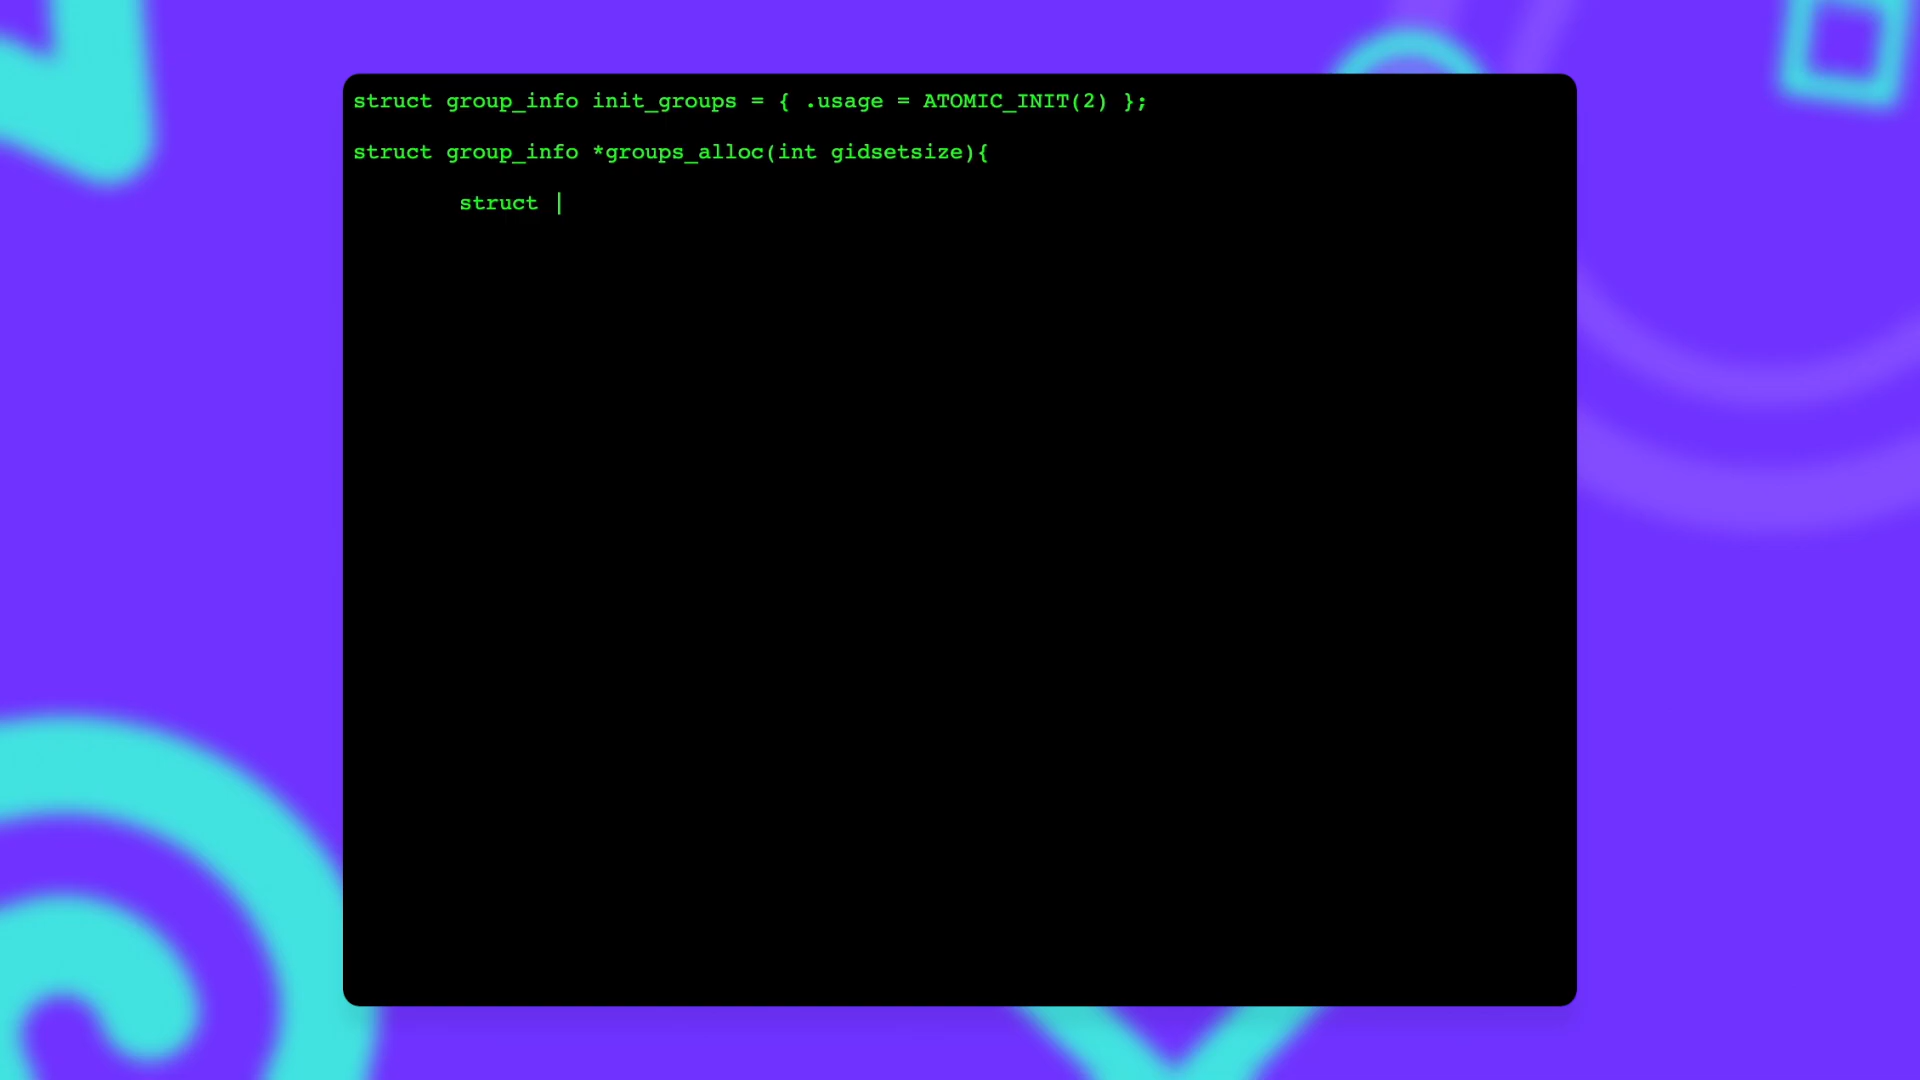 struct group_info init_groups = { .usage = ATOMIC_INIT(2) };
struct group_info *groups_alloc(int gidsetsize){
struct |